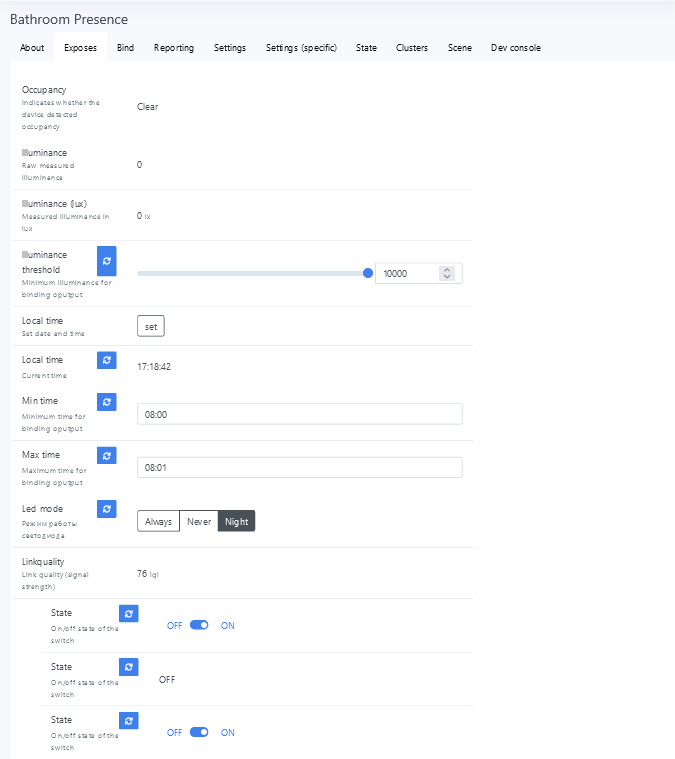 Bathroom Presence
About Exposes Bind Reporting Settings Settings (specific) State Clusters Scene Dev console
Occupancy
Indicates whether the
device detected
occupancy
Clear
Illuminance
Raw measured
illuminance
0
Illuminance (lux)
Measured illuminance in
lux
0 lx
Illuminance
threshold
Minimum illuminance for
binding oputput
10000
Local time
Set date and time
set
Local time
Current time
17:18:42
Min time
Minimum time for
binding oputput
08:00
Max time
Maximum time for
binding oputput
08:01
Led mode
Режим работы
светодиода
Always Never Night
Linkquality
Link quality (signal
strength)
76 lqi
State
On/off state of the
switch
OFF ON
State
On/off state of the
switch
OFF
State
On/off state of the
switch
OFF ON